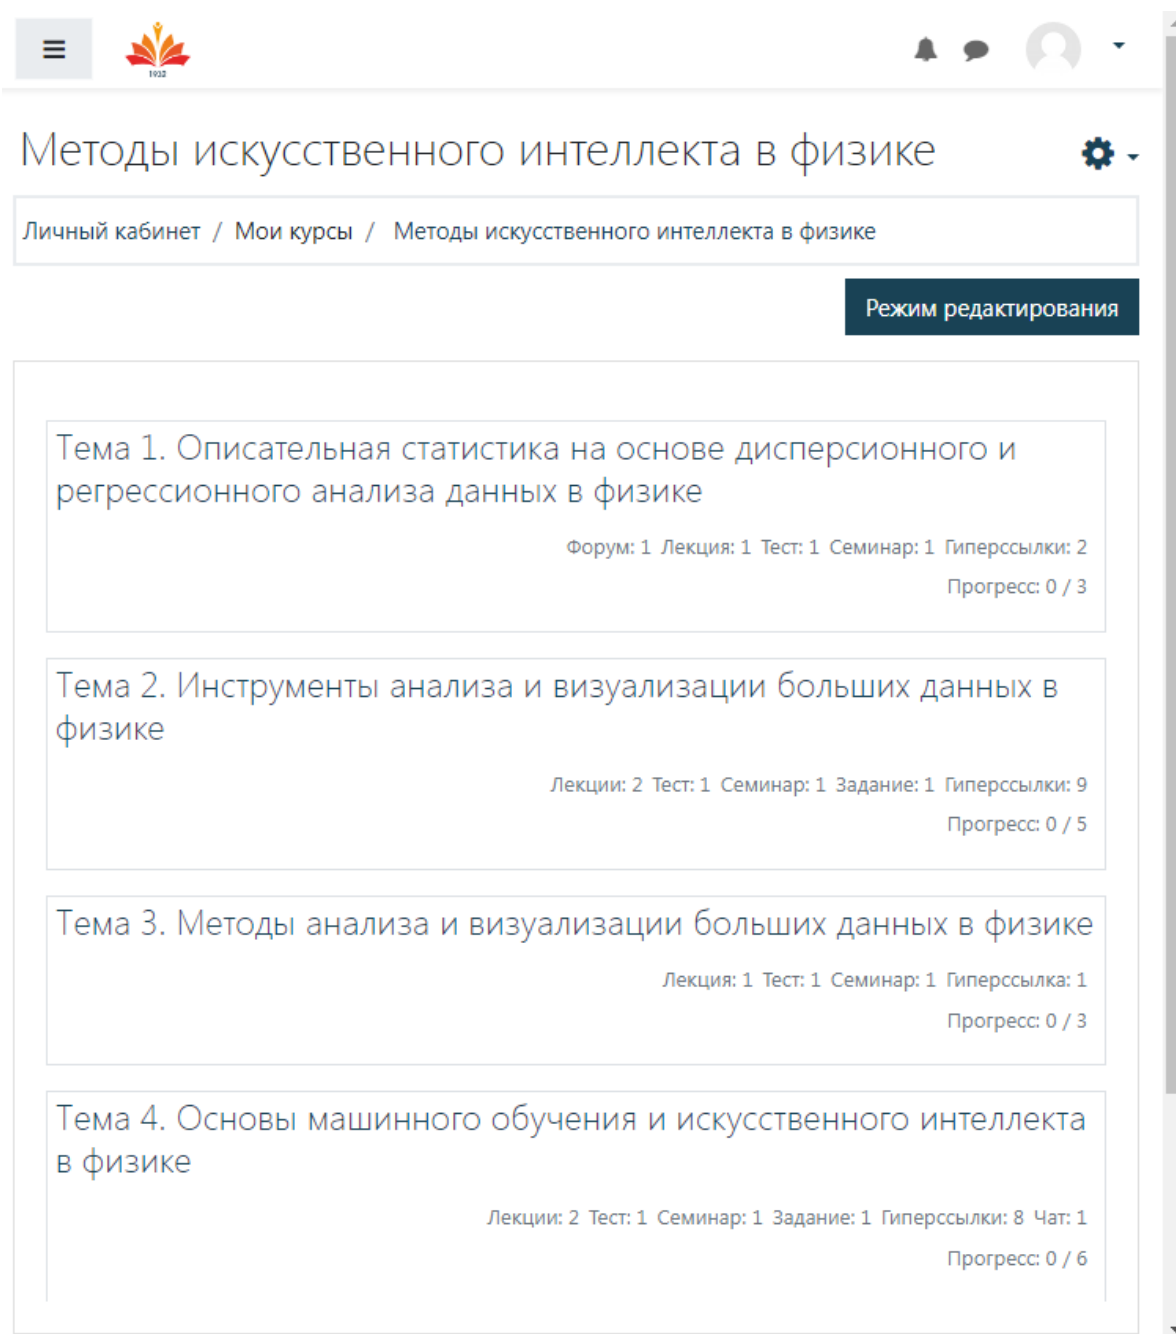 1932
Методы искусственного интеллекта в физике
Личный кабинет / Мои курсы / Методы искусственного интеллекта в физике
Режим редактирования
Тема 1. Описательная статистика на основе дисперсионного и
регрессионного анализа данных в физике
Форум: 1 Лекция: 1 Тест: 1 Семинар: 1 Гиперссылки: 2
Прогресс: 0 / 3
Тема 2. Инструменты анализа и визуализации больших данных в
физике
Лекции: 2 Тест: 1 Семинар: 1 Задание: 1 Гиперссылки: 9
Прогресс: 0 / 5
Тема 3. Методы анализа и визуализации больших данных в физике
Лекция: 1 Тест: 1 Семинар: 1 Гиперссылка: 1
Прогресс: 0 / 3
Тема 4. Основы машинного обучения и искусственного интеллекта
в физике
Лекции: 2 Тест: 1 Семинар: 1 Задание: 1 Гиперссылки: 8 Чат: 1
Прогресс: 0 / 6